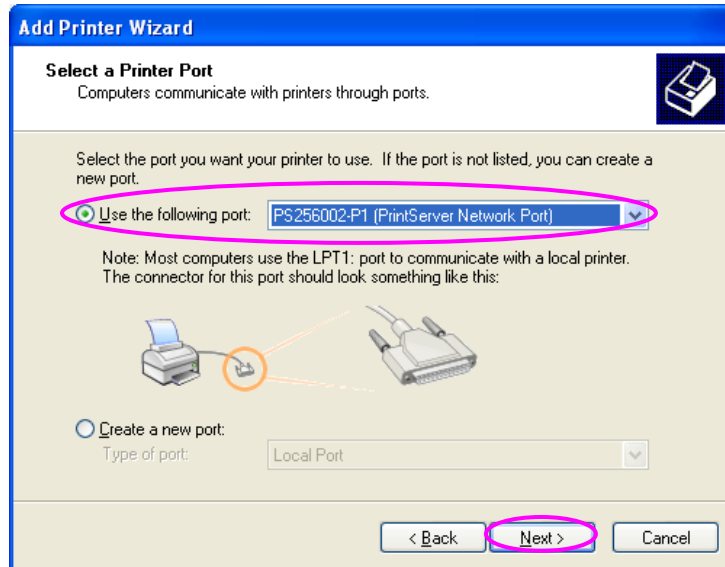 Add Printer Wizard
Select a Printer Port
Computers communicate with printers through ports.
Select the port you want your printer to use. If the port is not listed, you can create a
new port.
Use the following port: PS256002-P1 (PrintServer Network Port)
Note: Most computers use the LPT1: port to communicate with a local printer.
The connector for this port should look something like this:
Create a new port:
Type of port: Local Port
< Back Next > Cancel